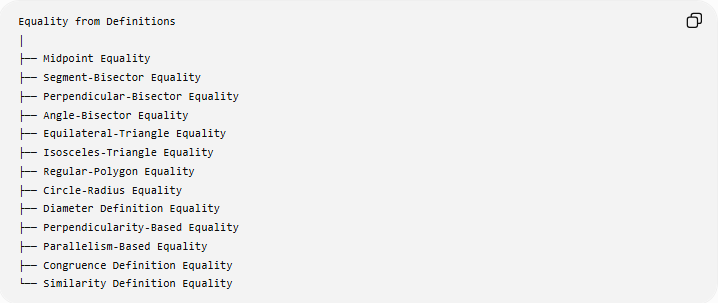 Equality from Definitions
│
├── Midpoint Equality
├── Segment-Bisector Equality
├── Perpendicular-Bisector Equality
├── Angle-Bisector Equality
├── Equilateral-Triangle Equality
├── Isosceles-Triangle Equality
├── Regular-Polygon Equality
├── Circle-Radius Equality
├── Diameter Definition Equality
├── Perpendicularity-Based Equality
├── Parallelism-Based Equality
├── Congruence Definition Equality
└── Similarity Definition Equality